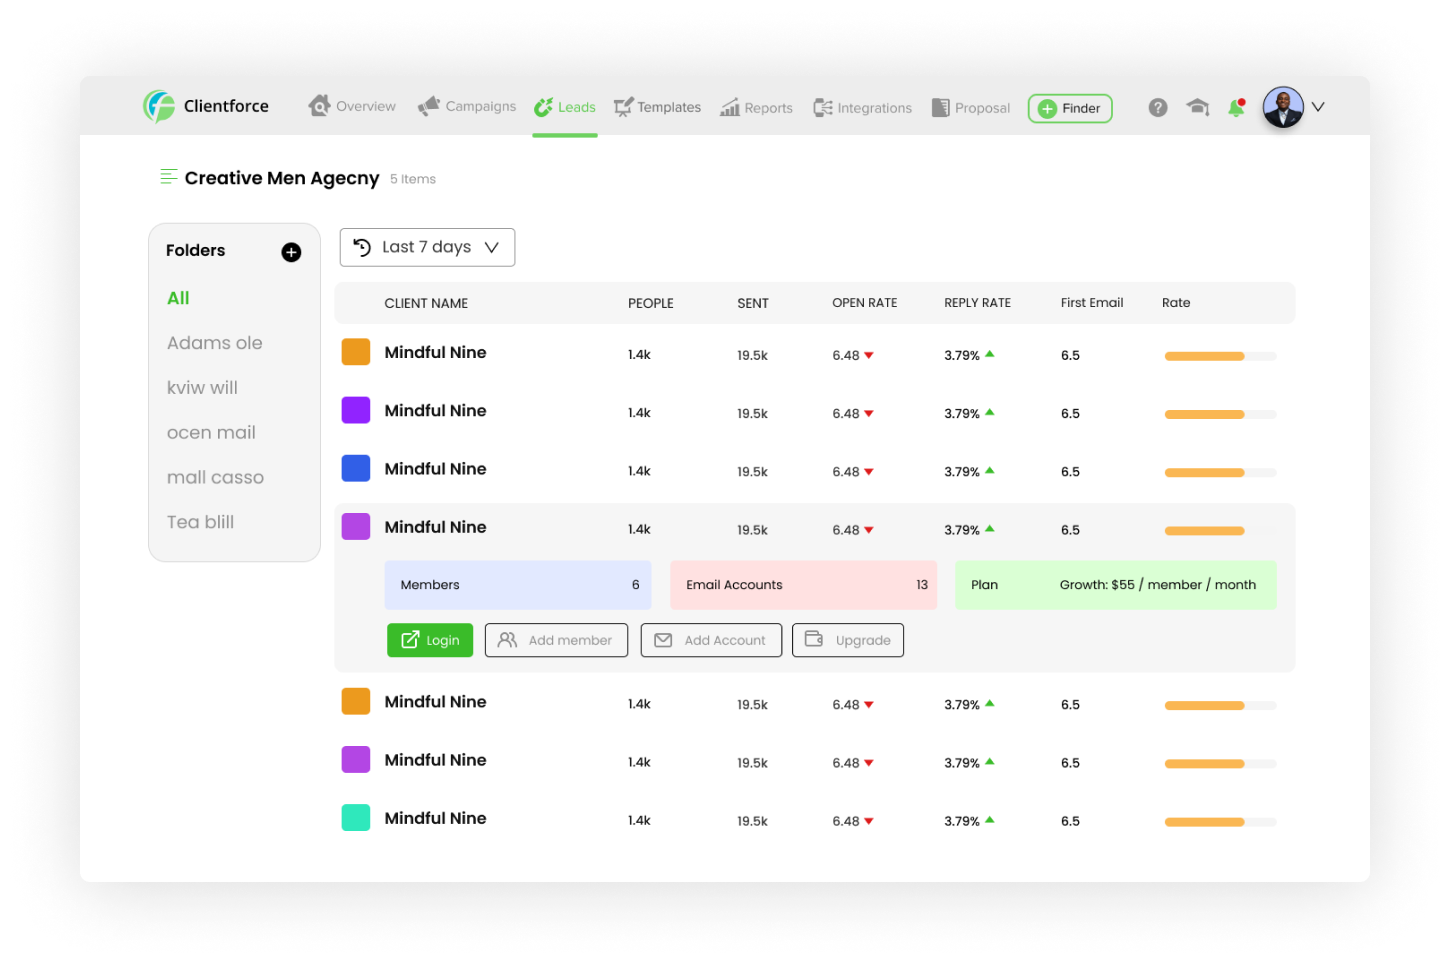 Clientforce Overview Campaigns Leads Templates Reports Integrations Proposal Finder
Creative Men Agecny 5 Items
Folders
All
Adams ole
kviw will
ocen mail
mall casso
Tea blill
Last 7 days
CLIENT NAME PEOPLE SENT OPEN RATE REPLY RATE First Email Rate
Mindful Nine 1.4k 19.5k 6.48 3.79% 6.5
Mindful Nine 1.4k 19.5k 6.48 3.79% 6.5
Mindful Nine 1.4k 19.5k 6.48 3.79% 6.5
Mindful Nine 1.4k 19.5k 6.48 3.79% 6.5
Members 6 Email Accounts 13 Plan Growth: $55 / member / month
Login Add member Add Account Upgrade
Mindful Nine 1.4k 19.5k 6.48 3.79% 6.5
Mindful Nine 1.4k 19.5k 6.48 3.79% 6.5
Mindful Nine 1.4k 19.5k 6.48 3.79% 6.5